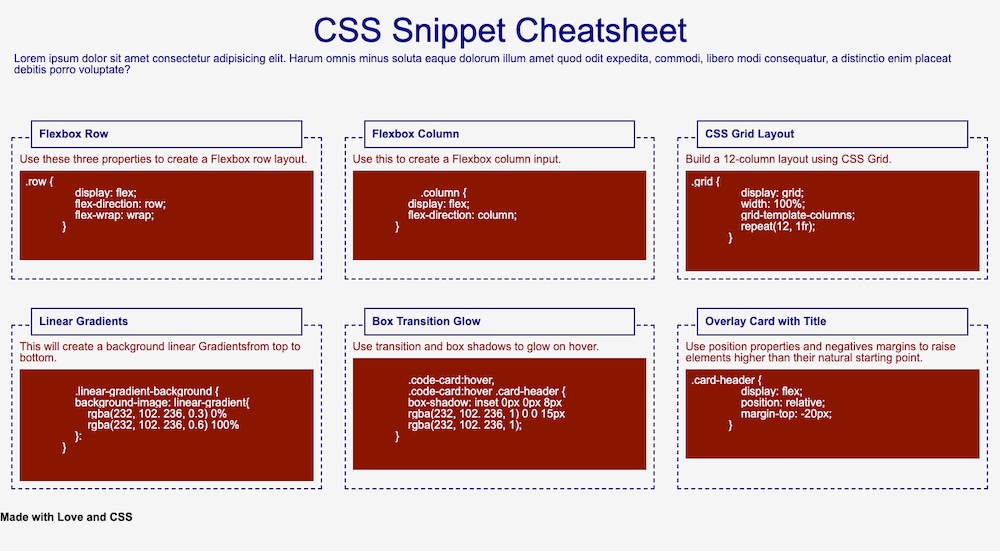 CSS Snippet Cheatsheet
Lorem ipsum dolor sit amet consectetur adipisicing elit. Harum omnis minus soluta eaque dolorum illum amet quod odit expedita, commodi, libero modi consequatur, a distinctio enim placeat
debitis porro voluptate?
Flexbox Row
Use these three properties to create a Flexbox row layout.
.row {
display: flex;
flex-direction: row;
flex-wrap: wrap;
}
Flexbox Column
Use this to create a Flexbox column input.
.column {
display: flex;
flex-direction: column;
}
CSS Grid Layout
Build a 12-column layout using CSS Grid.
.grid {
display: grid;
width: 100%;
grid-template-columns;
repeat(12, 1fr);
}
Linear Gradients
This will create a background linear Gradientsfrom top to
bottom.
.linear-gradient-background {
background-image: linear-gradient{
rgba(232, 102. 236, 0.3) 0%
rgba(232, 102. 236, 0.6) 100%
}:
}
Box Transition Glow
Use transition and box shadows to glow on hover.
.code-card:hover,
.code-card:hover .card-header {
box-shadow: inset 0px 0px 8px
rgba(232, 102. 236, 1) 0 0 15px
rgba(232, 102. 236, 1);
}
Overlay Card with Title
Use position properties and negatives margins to raise
elements higher than their natural starting point.
.card-header {
display: flex;
position: relative;
margin-top: -20px;
}
Made with Love and CSS